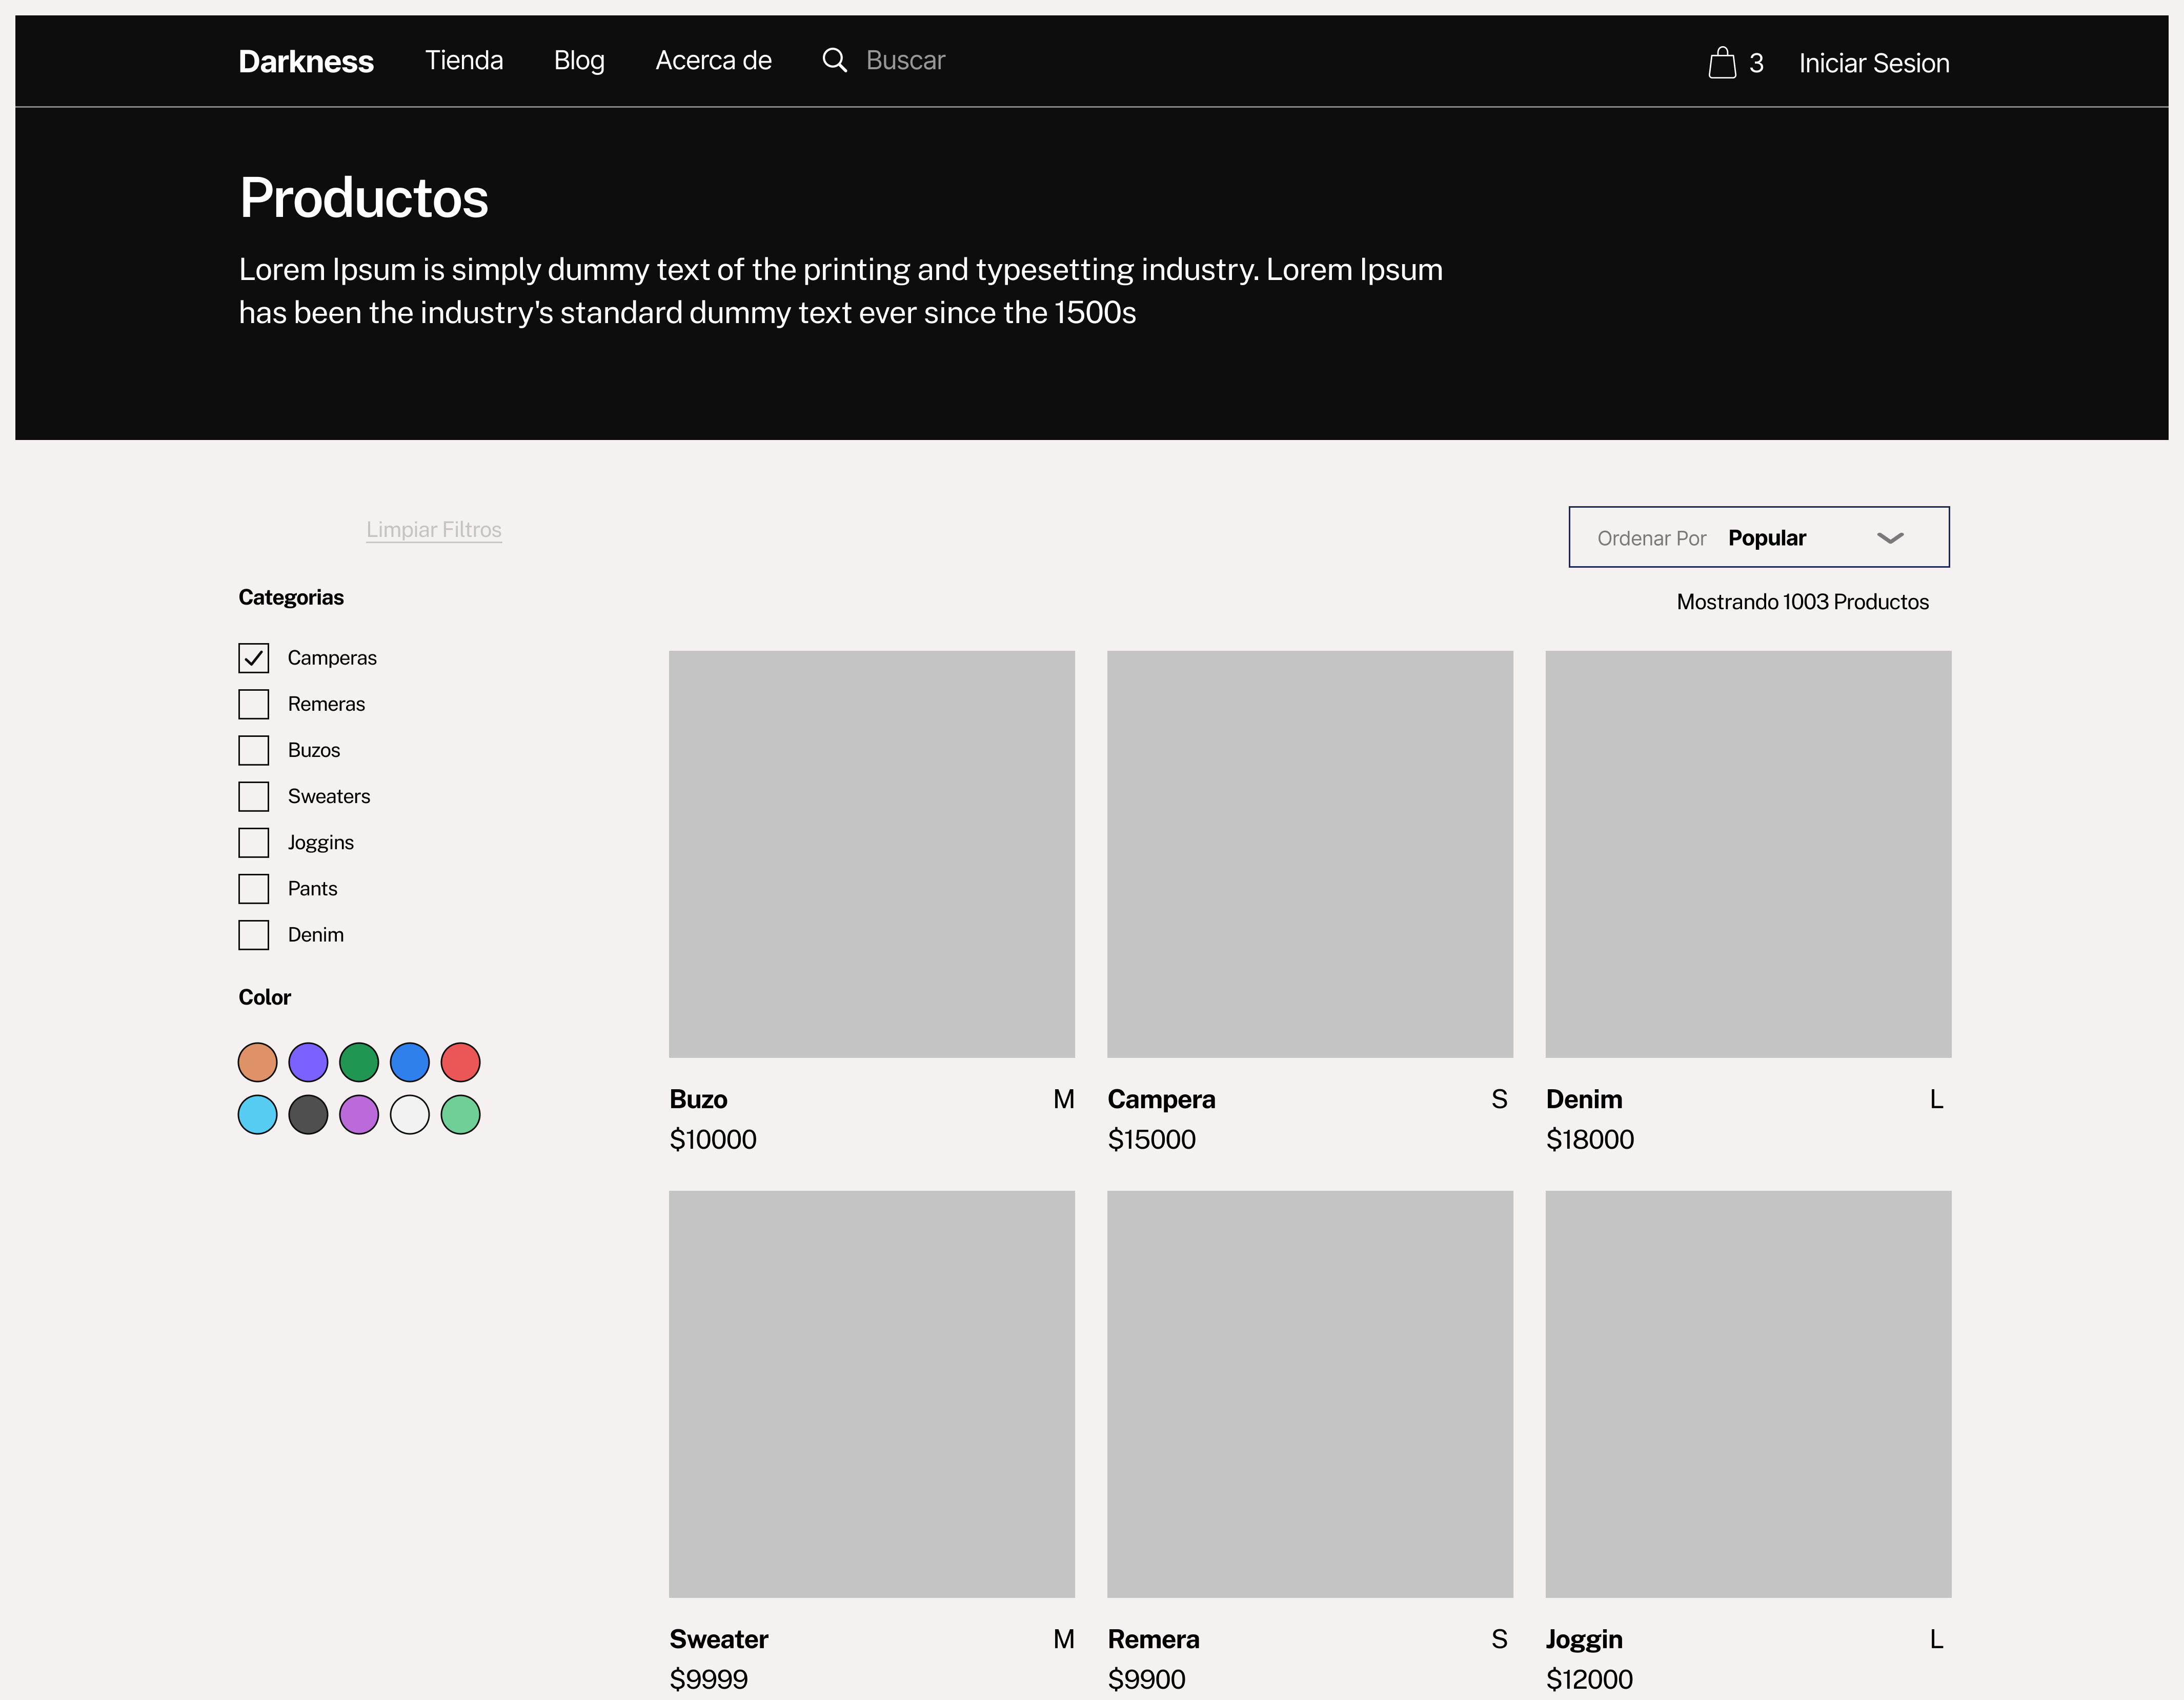 Darkness Tienda Blog Acerca de Buscar 3 Iniciar Sesion
Productos
Lorem Ipsum is simply dummy text of the printing and typesetting industry. Lorem Ipsum
has been the industry's standard dummy text ever since the 1500s
Limpiar Filtros
Ordenar Por Popular
Mostrando 1003 Productos
Categorias
Camperas
Remeras
Buzos
Sweaters
Joggins
Pants
Denim
Color
Buzo M
$10000
Campera S
$15000
Denim L
$18000
Sweater M
$9999
Remera S
$9900
Joggin L
$12000